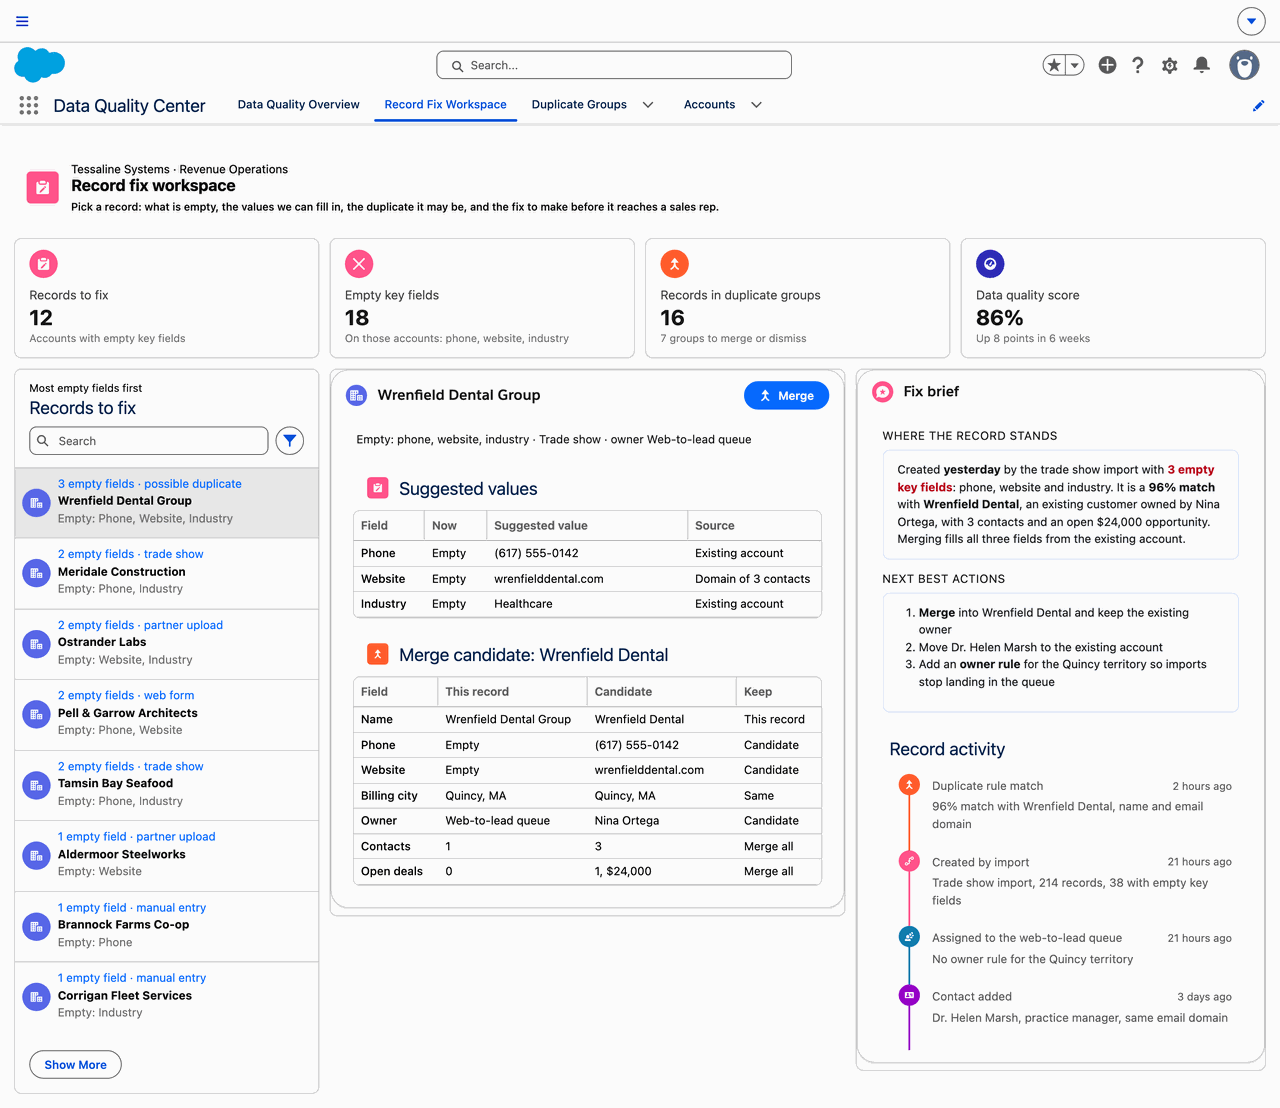 Search...
Data Quality Center
Data Quality Overview
Record Fix Workspace
Duplicate Groups
Accounts
Tessaline Systems · Revenue Operations
Record fix workspace
Pick a record: what is empty, the values we can fill in, the duplicate it may be, and the fix to make before it reaches a sales rep.
Records to fix
12
Accounts with empty key fields
Empty key fields
18
On those accounts: phone, website, industry
Records in duplicate groups
16
7 groups to merge or dismiss
Data quality score
86%
Up 8 points in 6 weeks
Most empty fields first
Records to fix
Search
3 empty fields · possible duplicate
Wrenfield Dental Group
Empty: Phone, Website, Industry
2 empty fields · trade show
Meridale Construction
Empty: Phone, Industry
2 empty fields · partner upload
Ostrander Labs
Empty: Website, Industry
2 empty fields · web form
Pell & Garrow Architects
Empty: Phone, Website
2 empty fields · trade show
Tamsin Bay Seafood
Empty: Phone, Industry
1 empty field · partner upload
Aldermoor Steelworks
Empty: Website
1 empty field · manual entry
Brannock Farms Co-op
Empty: Phone
1 empty field · manual entry
Corrigan Fleet Services
Empty: Industry
Show More
Wrenfield Dental Group
Merge
Empty: phone, website, industry · Trade show · owner Web-to-lead queue
Suggested values
Field Now Suggested value Source
Phone Empty (617) 555-0142 Existing account
Website Empty wrenfielddental.com Domain of 3 contacts
Industry Empty Healthcare Existing account
Merge candidate: Wrenfield Dental
Field This record Candidate Keep
Name Wrenfield Dental Group Wrenfield Dental This record
Phone Empty (617) 555-0142 Candidate
Website Empty wrenfielddental.com Candidate
Billing city Quincy, MA Quincy, MA Same
Owner Web-to-lead queue Nina Ortega Candidate
Contacts 1 3 Merge all
Open deals 0 1, $24,000 Merge all
Fix brief
WHERE THE RECORD STANDS
Created yesterday by the trade show import with 3 empty
key fields: phone, website and industry. It is a 96% match
with Wrenfield Dental, an existing customer owned by Nina
Ortega, with 3 contacts and an open $24,000 opportunity.
Merging fills all three fields from the existing account.
NEXT BEST ACTIONS
1. Merge into Wrenfield Dental and keep the existing
owner
2. Move Dr. Helen Marsh to the existing account
3. Add an owner rule for the Quincy territory so imports
stop landing in the queue
Record activity
Duplicate rule match 2 hours ago
96% match with Wrenfield Dental, name and email
domain
Created by import 21 hours ago
Trade show import, 214 records, 38 with empty key
fields
Assigned to the web-to-lead queue 21 hours ago
No owner rule for the Quincy territory
Contact added 3 days ago
Dr. Helen Marsh, practice manager, same email domain